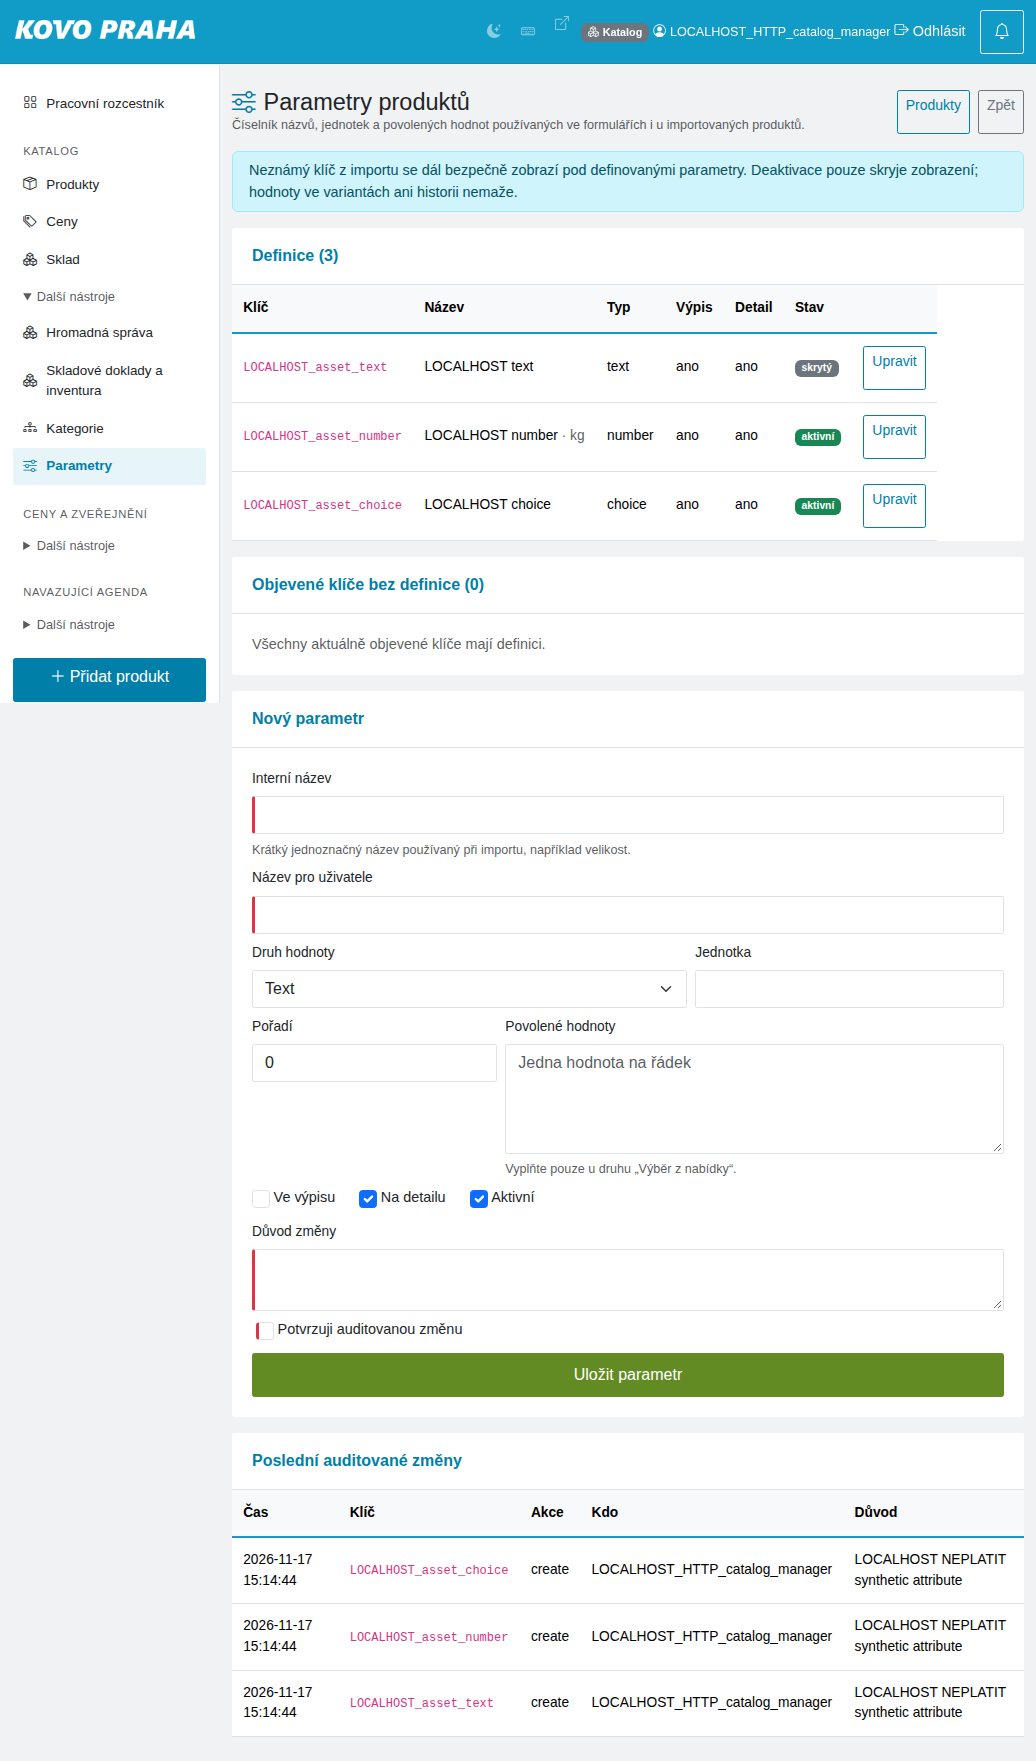 KOVO PRAHA
Katalog LOCALHOST_HTTP_catalog_manager Odhlásit
Pracovní rozcestník
KATALOG
Produkty
Ceny
Sklad
Další nástroje
Hromadná správa
Skladové doklady a
inventura
Kategorie
Parametry
CENY A ZVEŘEJNĚNÍ
Další nástroje
NAVAZUJÍCÍ AGENDA
Další nástroje
Přidat produkt
Parametry produktů
Číselník názvů, jednotek a povolených hodnot používaných ve formulářích i u importovaných produktů.
Produkty Zpět
Neznámý klíč z importu se dál bezpečně zobrazí pod definovanými parametry. Deaktivace pouze skryje zobrazení;
hodnoty ve variantách ani historii nemaže.
Definice (3)
Klíč Název Typ Výpis Detail Stav
LOCALHOST_asset_text LOCALHOST text text ano ano skrytý Upravit
LOCALHOST_asset_number LOCALHOST number · kg number ano ano aktivní Upravit
LOCALHOST_asset_choice LOCALHOST choice choice ano ano aktivní Upravit
Objevené klíče bez definice (0)
Všechny aktuálně objevené klíče mají definici.
Nový parametr
Interní název
Krátký jednoznačný název používaný při importu, například velikost.
Název pro uživatele
Druh hodnoty Jednotka
Text
Pořadí Povolené hodnoty
0 Jedna hodnota na řádek
Vyplňte pouze u druhu „Výběr z nabídky“.
Ve výpisu Na detailu Aktivní
Důvod změny
Potvrzuji auditovanou změnu
Uložit parametr
Poslední auditované změny
Čas Klíč Akce Kdo Důvod
2026-11-17
15:14:44 LOCALHOST_asset_choice create LOCALHOST_HTTP_catalog_manager LOCALHOST NEPLATIT
synthetic attribute
2026-11-17
15:14:44 LOCALHOST_asset_number create LOCALHOST_HTTP_catalog_manager LOCALHOST NEPLATIT
synthetic attribute
2026-11-17
15:14:44 LOCALHOST_asset_text create LOCALHOST_HTTP_catalog_manager LOCALHOST NEPLATIT
synthetic attribute